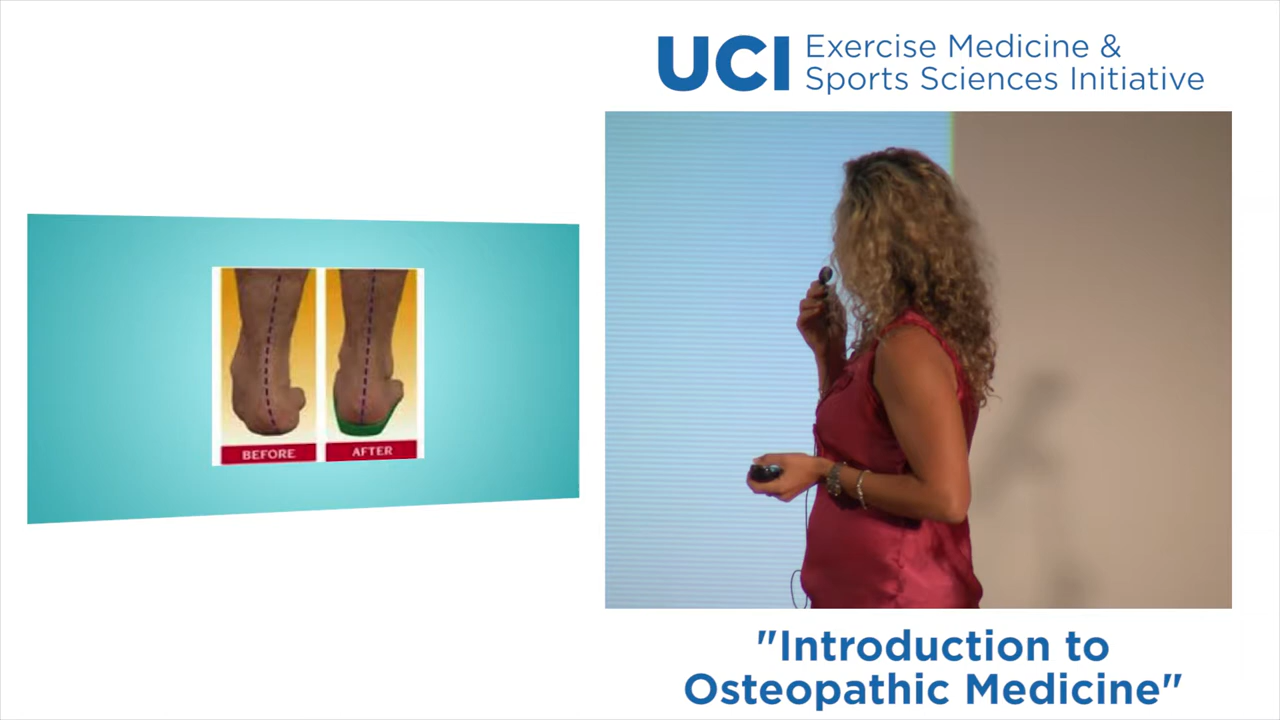 UCI Exercise Medicine &
Sports Sciences Initiative
BEFORE
AFTER
"Introduction to
Osteopathic Medicine"